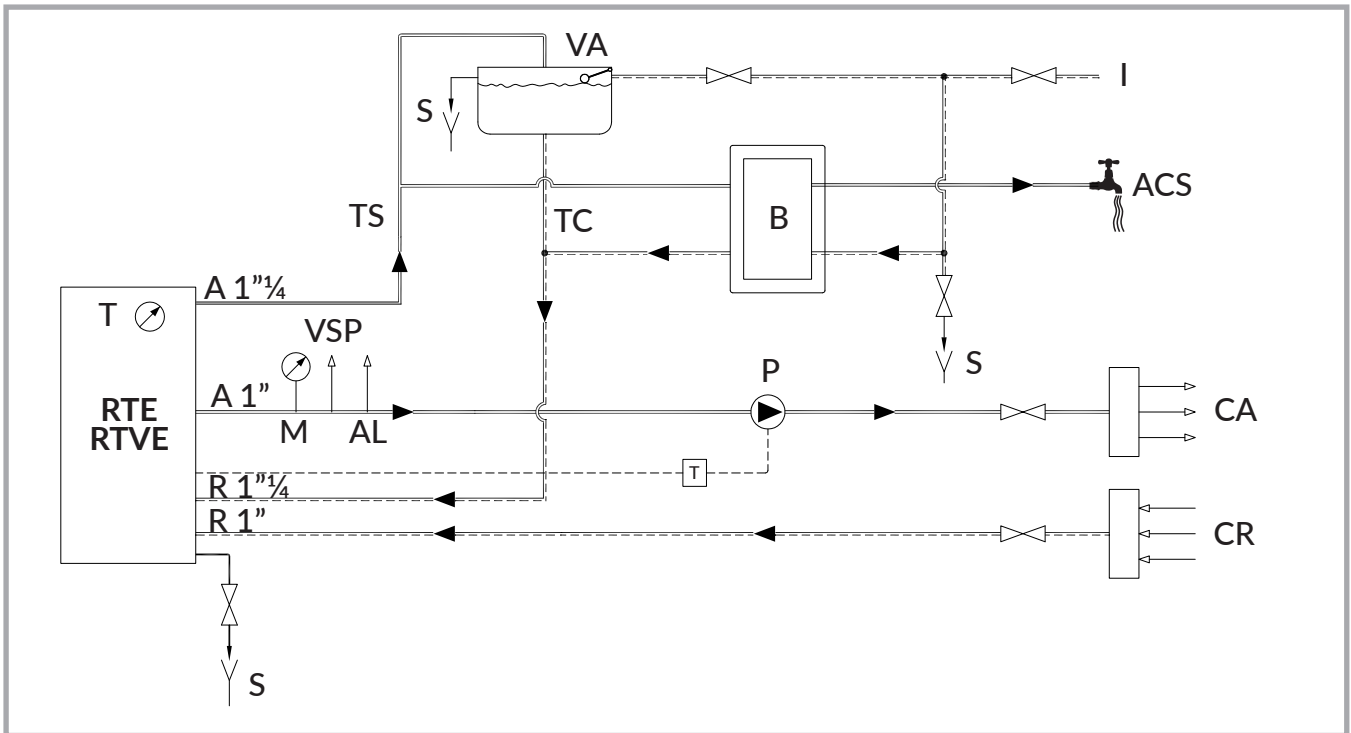 VA
I
S
ACS
B
TS
TC
A 1”¼
T
VSP
S
P
A 1”
RTE
RTVE
M
AL
CA
T
R 1”¼
R 1”
CR
S